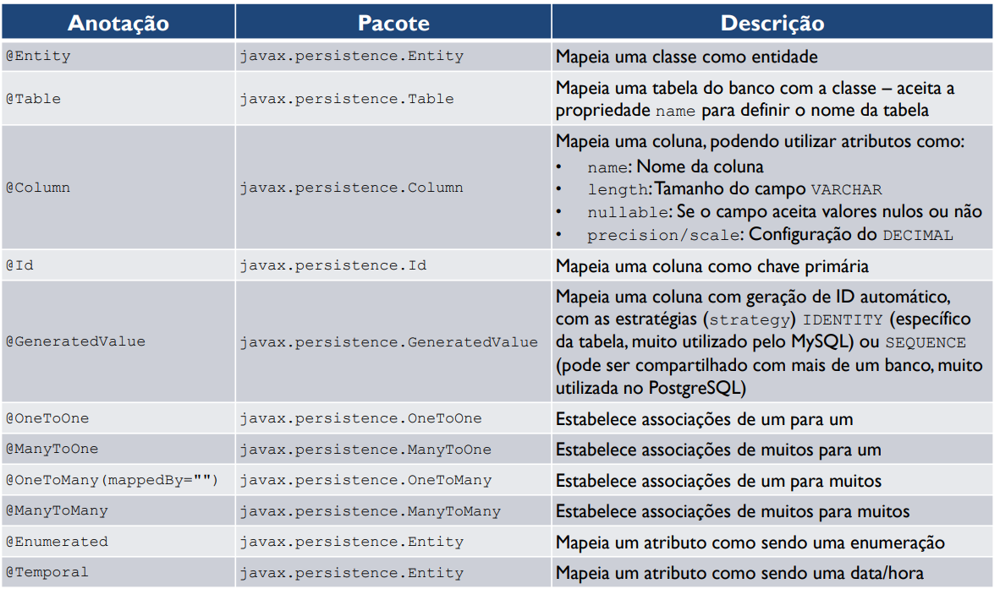 Anotação Pacote Descrição
@Entity javax.persistence.Entity Mapeia uma classe como entidade
@Table javax.persistence.Table Mapeia uma tabela do banco com a classe – aceita a
propriedade name para definir o nome da tabela
@Column javax.persistence.Column Mapeia uma coluna, podendo utilizar atributos como:
• name: Nome da coluna
• length: Tamanho do campo VARCHAR
• nullable: Se o campo aceita valores nulos ou não
• precision/scale: Configuração do DECIMAL
@Id javax.persistence.Id Mapeia uma coluna como chave primária
@GeneratedValue javax.persistence.GeneratedValue Mapeia uma coluna com geração de ID automático,
com as estratégias (strategy) IDENTITY (específico
da tabela, muito utilizado pelo MySQL) ou SEQUENCE
(pode ser compartilhado com mais de um banco, muito
utilizada no PostgreSQL)
@OneToOne javax.persistence.OneToOne Estabelece associações de um para um
@ManyToOne javax.persistence.ManyToOne Estabelece associações de muitos para um
@OneToMany(mappedBy="") javax.persistence.OneToMany Estabelece associações de um para muitos
@ManyToMany javax.persistence.ManyToMany Estabelece associações de muitos para muitos
@Enumerated javax.persistence.Entity Mapeia um atributo como sendo uma enumeração
@Temporal javax.persistence.Entity Mapeia um atributo como sendo uma data/hora